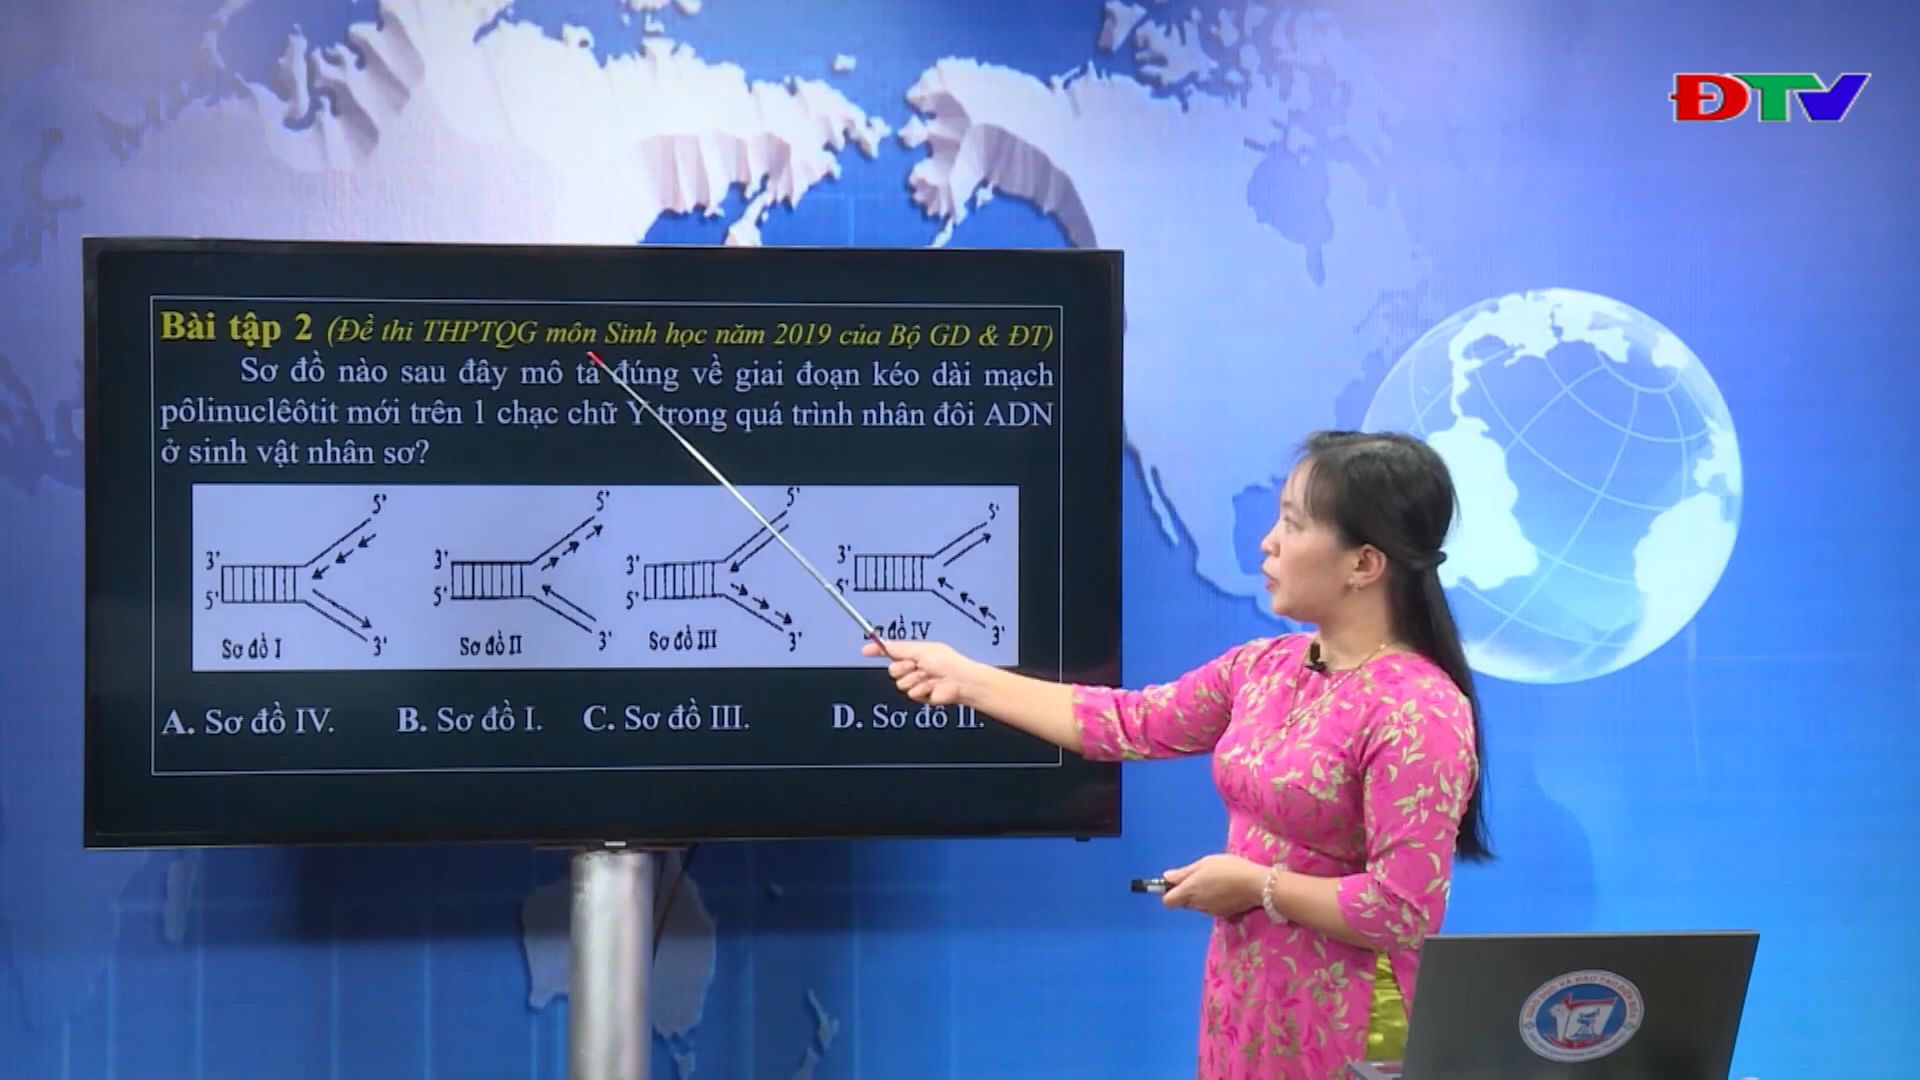 ĐTV
Bài tập 2 (Đề thi THPTQG môn Sinh học năm 2019 của Bộ GD & ĐT)
Sơ đồ nào sau đây mô tả đúng về giai đoạn kéo dài mạch
pôlinuclêôtit mới trên 1 chạc chữ Y trong quá trình nhân đôi ADN
ở sinh vật nhân sơ?
5' 5' 5' 5'
3' 3' 3' 3'
5' 5' 5' 5'
3' 3' 3' 3'
Sơ đồ I Sơ đồ II Sơ đồ III Sơ đồ IV
A. Sơ đồ IV. B. Sơ đồ I. C. Sơ đồ III. D. Sơ đồ II.